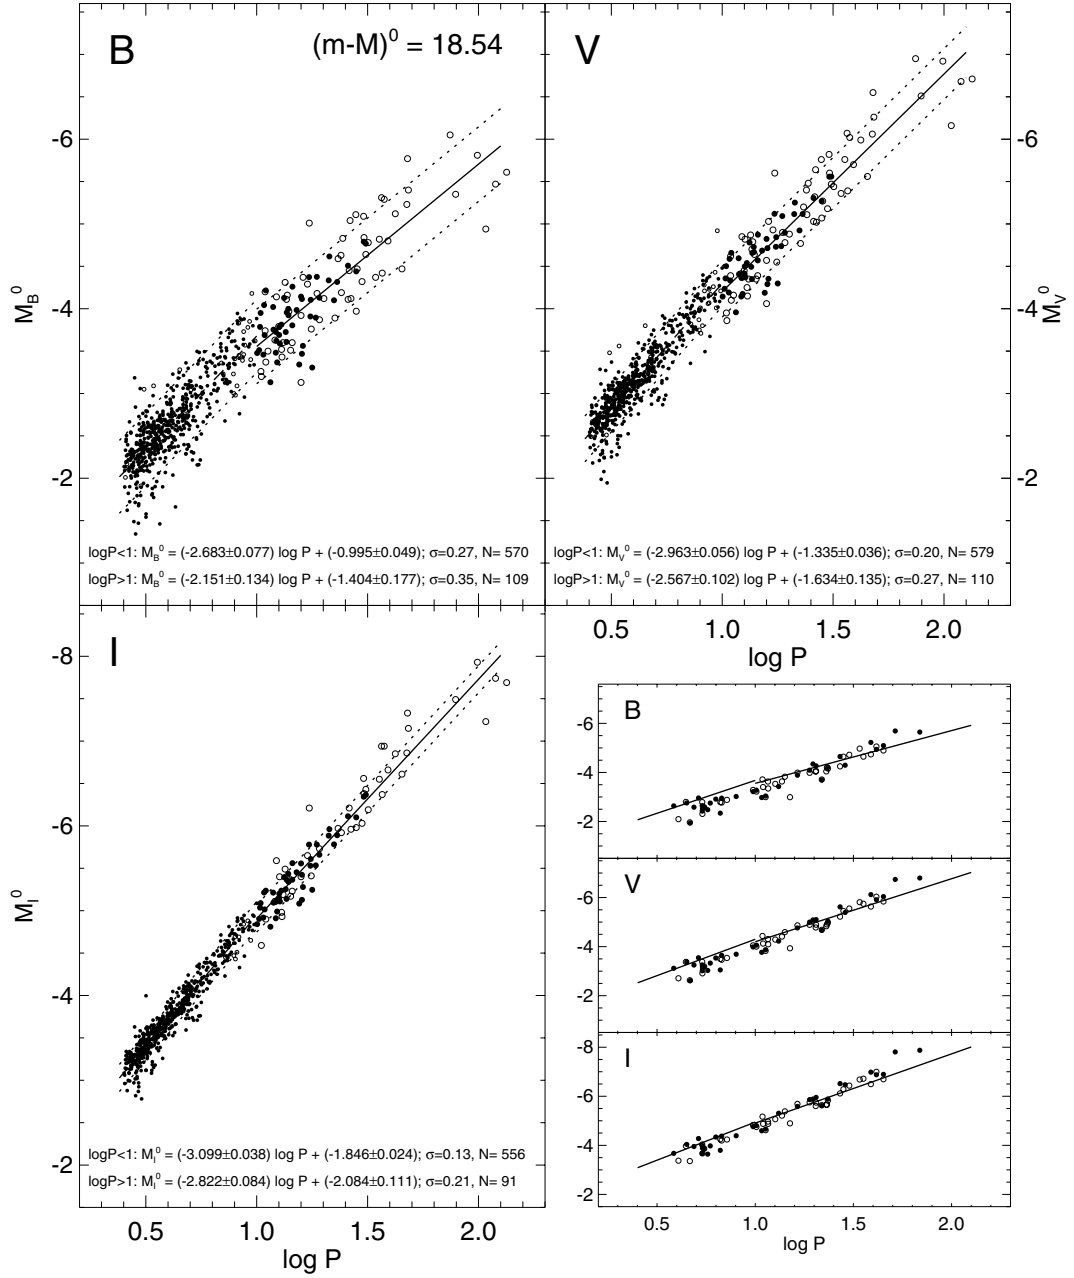 B
(m-M)⁰ = 18.54
-6
-4
-2
M_B⁰
logP<1: M_B⁰ = (-2.683±0.077) log P + (-0.995±0.049); σ=0.27, N= 570
logP>1: M_B⁰ = (-2.151±0.134) log P + (-1.404±0.177); σ=0.35, N= 109
V
-6
-4
-2
M_V⁰
logP<1: M_V⁰ = (-2.963±0.056) log P + (-1.335±0.036); σ=0.20, N= 579
logP>1: M_V⁰ = (-2.567±0.102) log P + (-1.634±0.135); σ=0.27, N= 110
0.5 1.0 1.5 2.0
log P
I
-8
-6
-4
-2
M_I⁰
logP<1: M_I⁰ = (-3.099±0.038) log P + (-1.846±0.024); σ=0.13, N= 556
logP>1: M_I⁰ = (-2.822±0.084) log P + (-2.084±0.111); σ=0.21, N= 91
0.5 1.0 1.5 2.0
log P
B
-6
-4
-2
V
-6
-4
-2
I
-8
-6
-4
-2
0.5 1.0 1.5 2.0
log P